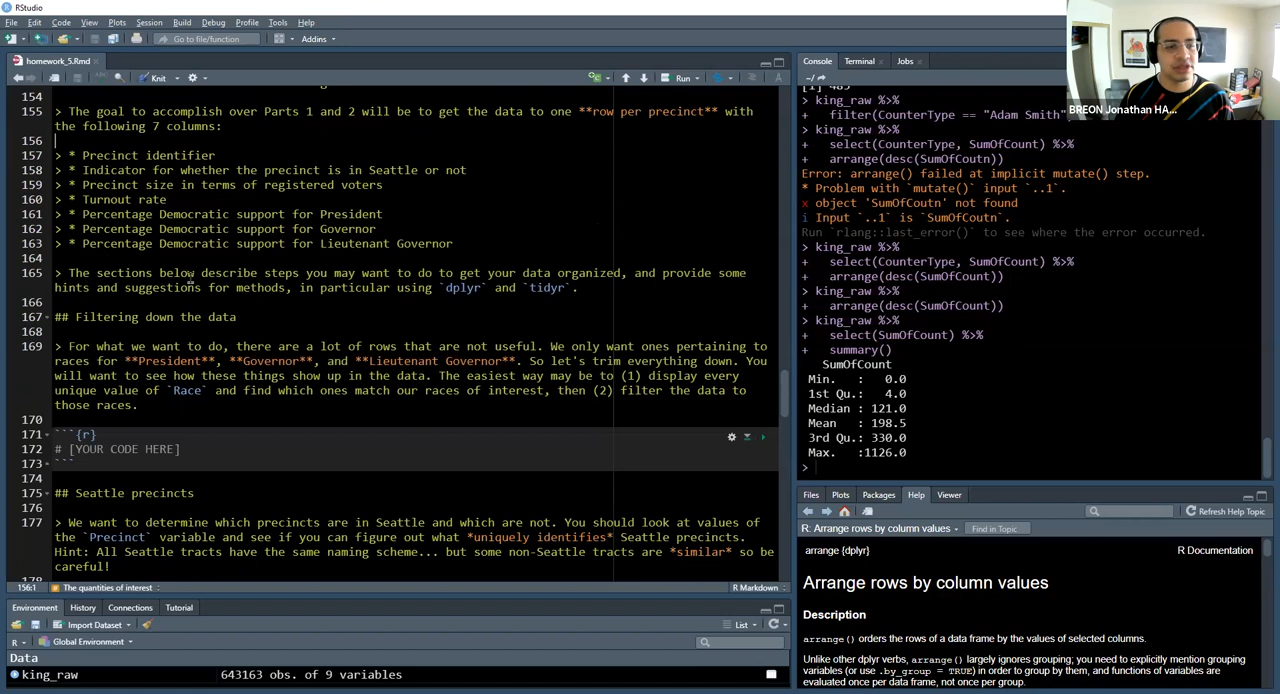 RStudio
File Edit Code View Plots Session Build Debug Profile Tools Help
Go to file/function Addins
homework_5.Rmd
Knit Run
154
155 > The goal to accomplish over Parts 1 and 2 will be to get the data to one **row per precinct** with
the following 7 columns:
156
157 > * Precinct identifier
158 > * Indicator for whether the precinct is in Seattle or not
159 > * Precinct size in terms of registered voters
160 > * Turnout rate
161 > * Percentage Democratic support for President
162 > * Percentage Democratic support for Governor
163 > * Percentage Democratic support for Lieutenant Governor
164
165 > The sections below describe steps you may want to do to get your data organized, and provide some
hints and suggestions for methods, in particular using `dplyr` and `tidyr`.
166
167 ## Filtering down the data
168
169 > For what we want to do, there are a lot of rows that are not useful. We only want ones pertaining to
races for **President**, **Governor**, and **Lieutenant Governor**. So let's trim everything down. You
will want to see how these things show up in the data. The easiest way may be to (1) display every
unique value of `Race` and find which ones match our races of interest, then (2) filter the data to
those races.
170
171 ```{r}
172 # [YOUR CODE HERE]
173 ```
174
175 ## Seattle precincts
176
177 > We want to determine which precincts are in Seattle and which are not. You should look at values of
the `Precinct` variable and see if you can figure out what *uniquely identifies* Seattle precincts.
Hint: All Seattle tracts have the same naming scheme... but some non-Seattle tracts are *similar* so be
careful!
178
156:1 The quantities of interest R Markdown
Environment History Connections Tutorial
Import Dataset List
R Global Environment
Data
king_raw 643163 obs. of 9 variables
Console Terminal Jobs
~/
[1] 485
> king_raw %>%
+ filter(CounterType == "Adam Smith"
> king_raw %>%
+ select(CounterType, SumOfCount) %>%
+ arrange(desc(SumOfCoutn))
Error: arrange() failed at implicit mutate() step.
* Problem with `mutate()` input `..1`.
x object 'SumOfCoutn' not found
i Input `..1` is `SumOfCoutn`.
Run `rlang::last_error()` to see where the error occurred.
> king_raw %>%
+ select(CounterType, SumOfCount) %>%
+ arrange(desc(SumOfCount))
> king_raw %>%
+ arrange(desc(SumOfCount))
> king_raw %>%
+ select(SumOfCount) %>%
+ summary()
SumOfCount
Min. : 0.0
1st Qu.: 4.0
Median : 121.0
Mean : 198.5
3rd Qu.: 330.0
Max. :1126.0
>
BREON Jonathan HA...
Files Plots Packages Help Viewer
Refresh Help Topic
R: Arrange rows by column values Find in Topic
arrange {dplyr} R Documentation
Arrange rows by column values
Description
arrange() orders the rows of a data frame by the values of selected columns.
Unlike other dplyr verbs, arrange() largely ignores grouping; you need to explicitly mention grouping
variables (or use .by_group = TRUE) in order to group by them, and functions of variables are
evaluated once per data frame, not once per group.